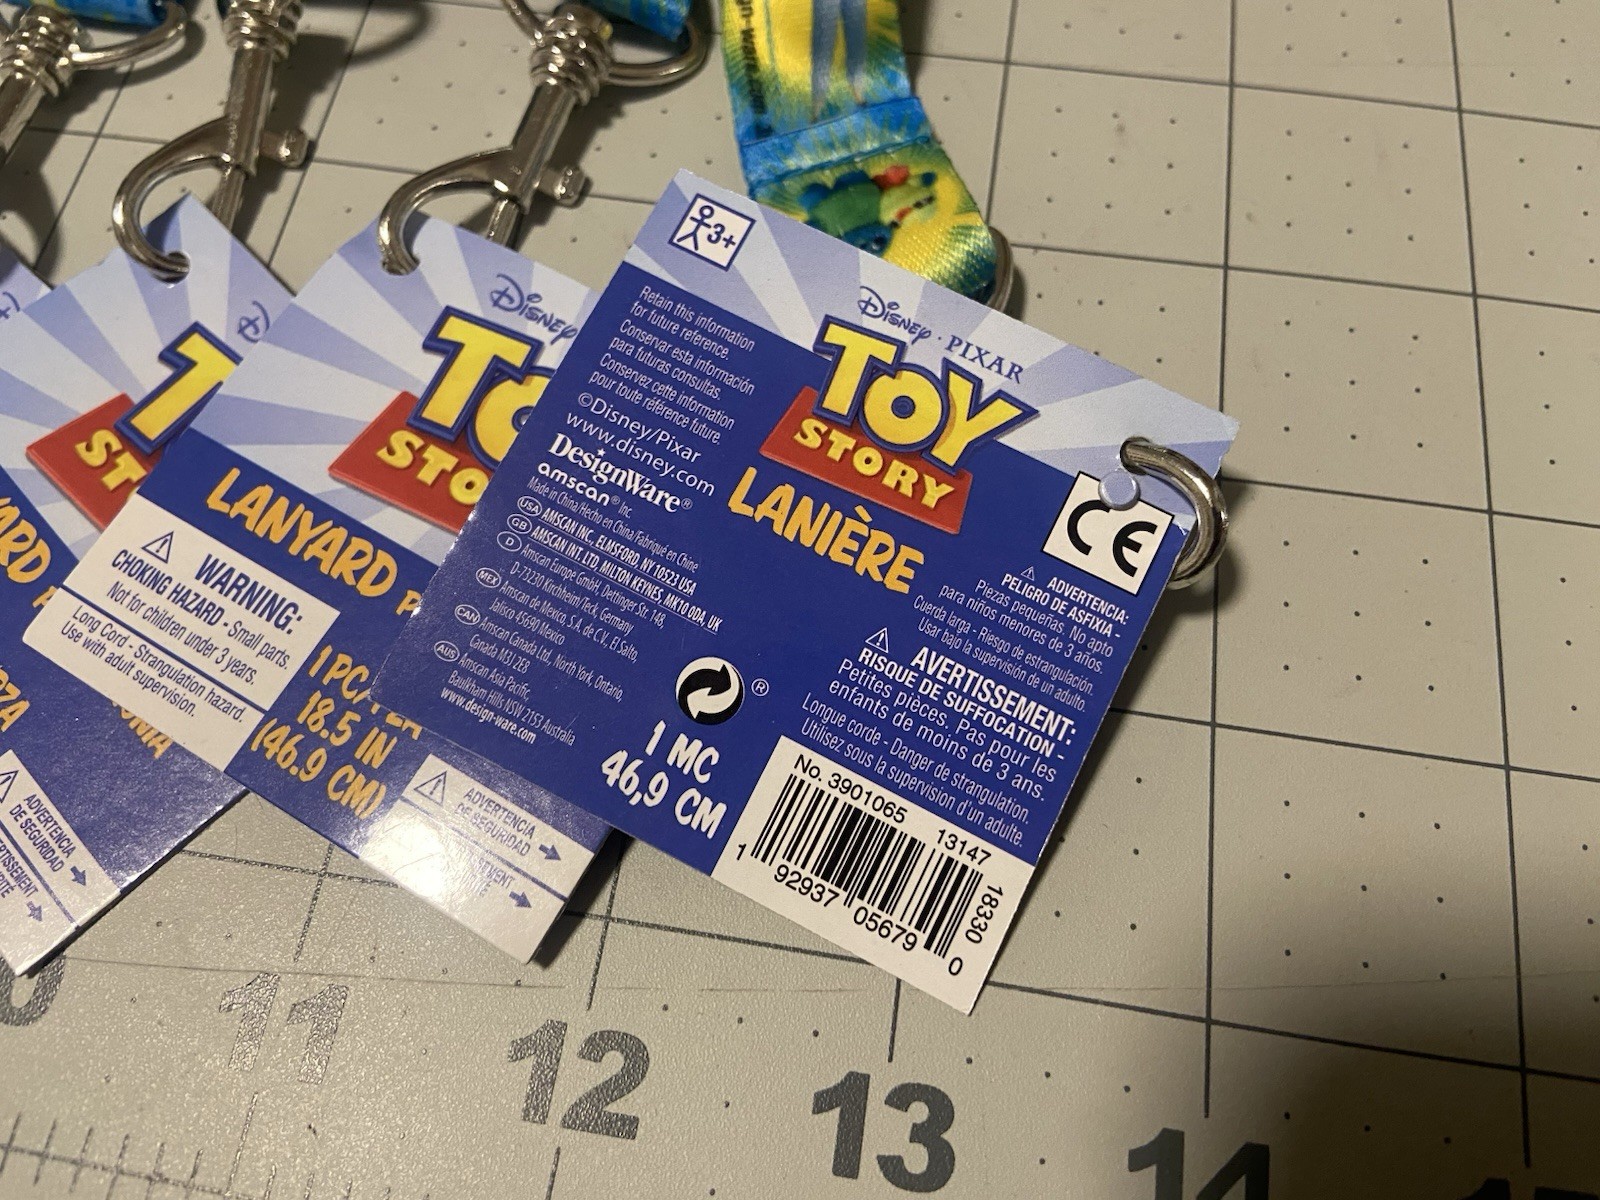 3+
Retain this information
for future reference.
Conservar esta información
para futuras consultas.
Conservez cette information
pour toute référence future.
©Disney/Pixar
www.disney.com
DesignWare®
amscan® Inc.
Made in China/Hecho en China/Fabriqué en Chine
USA AMSCAN INC., ELMSFORD, NY 10523 USA
GB AMSCAN INT. LTD, MILTON KEYNES, MK10 0DA, UK
D Amscan Europe GmbH, Dettinger Str. 148,
D-73230 Kirchheim/Teck, Germany
MEX Amscan de Mexico, S.A. de C.V., El Salto,
Jalisco 45690 Mexico
CAN Amscan Canada Ltd., North York, Ontario,
Canada M3J 2E8
AUS Amscan Asia Pacific,
Baulkham Hills NSW 2153 Australia
www.design-ware.com
Disney · PIXAR
TOY
STORY
LANIÈRE
CE
ADVERTENCIA:
PELIGRO DE ASFIXIA -
Piezas pequeñas. No apto
para niños menores de 3 años.
Cuerda larga - Riesgo de estrangulación.
Usar bajo la supervisión de un adulto.
AVERTISSEMENT:
RISQUE DE SUFFOCATION -
Petites pièces. Pas pour les
enfants de moins de 3 ans.
Longue corde - Danger de strangulation.
Utilisez sous la supervision d'un adulte.
®
1 MC
46,9 CM
No. 3901065
13147
18330
1 92937 05679 0
Disney
STO
LANYARD
WARNING:
CHOKING HAZARD - Small parts.
Not for children under 3 years.
Long Cord - Strangulation hazard.
Use with adult supervision.
1 PC
18.5 IN
(46.9 CM)
ADVERTENCIA
DE SEGURIDAD
ST
ADVERTENCIA
DE SEGURIDAD
11
12
13
14